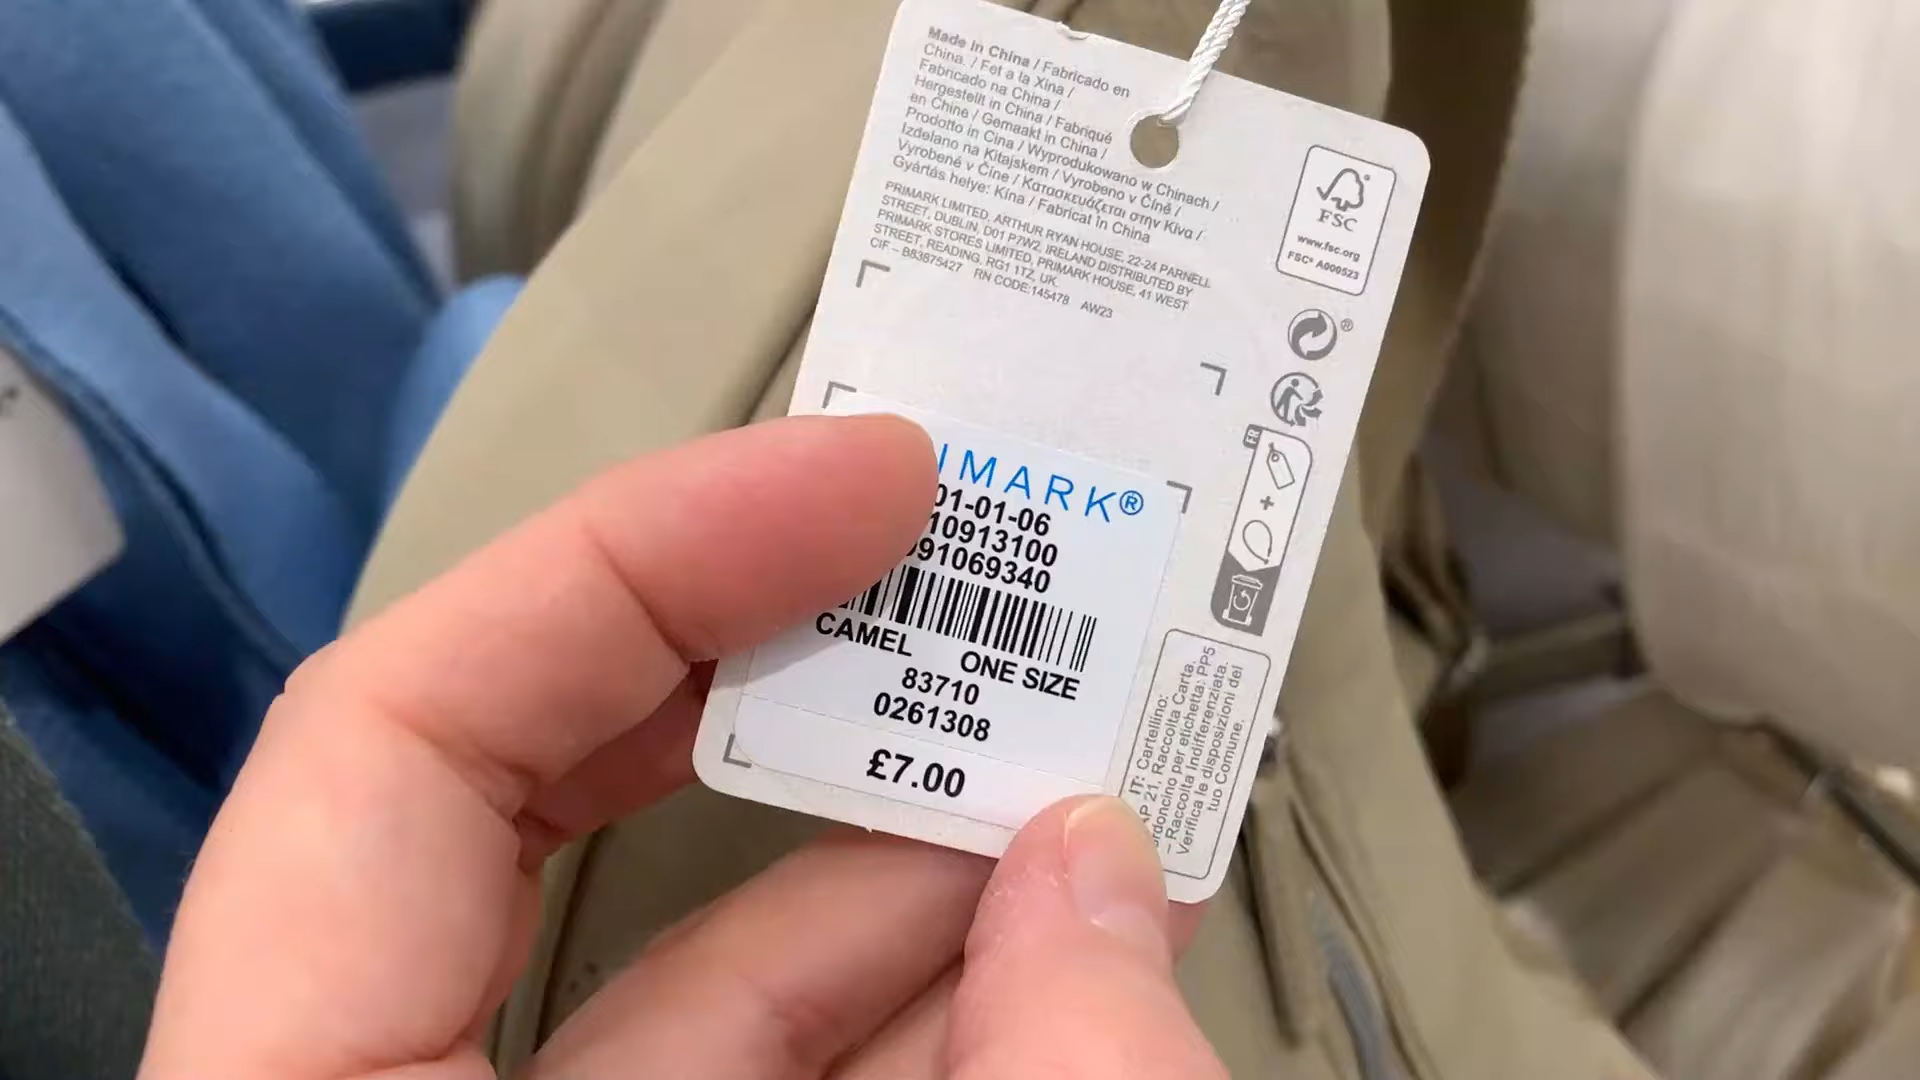 Made in China / Fabricado en
China. / Fet a la Xina /
Fabricado na China /
Hergestellt in China / Fabriqué
en Chine / Gemaakt in China /
Prodotto in Cina / Wyprodukowano w Chinach /
Izdelano na Kitajskem / Vyrobeno v Číně /
Vyrobené v Číne / Κατασκευάζεται στην Κίνα /
Gyártás helye: Kína / Fabricat în China
PRIMARK LIMITED, ARTHUR RYAN HOUSE, 22-24 PARNELL
STREET, DUBLIN, D01 P7W2, IRELAND DISTRIBUTED BY
PRIMARK STORES LIMITED, PRIMARK HOUSE, 41 WEST
STREET, READING, RG1 1TZ, UK.
CIF – B83875427 RN CODE:145478 AW23
FSC®
www.fsc.org
FSC® A000523
®
FR
+
IMARK®
01-01-06
10913100
91069340
CAMEL ONE SIZE
83710
0261308
£7.00
IT: Cartellino:
AP 21, Raccolta Carta.
ordoncino per etichetta: PP5
– Raccolta Indifferenziata.
Verifica le disposizioni del
tuo Comune.